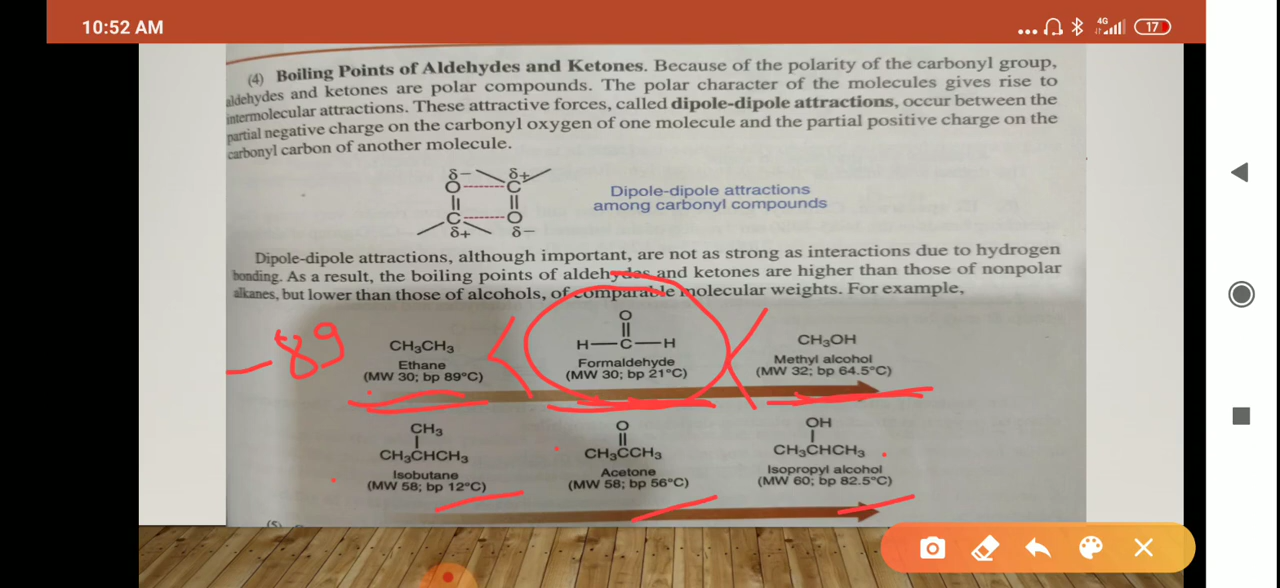 10:52 AM
4G
17
(4) Boiling Points of Aldehydes and Ketones. Because of the polarity of the carbonyl group,
aldehydes and ketones are polar compounds. The polar character of the molecules gives rise to
intermolecular attractions. These attractive forces, called dipole-dipole attractions, occur between the
partial negative charge on the carbonyl oxygen of one molecule and the partial positive charge on the
carbonyl carbon of another molecule.
δ− δ+
O C
C O
δ+ δ−
Dipole-dipole attractions
among carbonyl compounds
Dipole-dipole attractions, although important, are not as strong as interactions due to hydrogen
bonding. As a result, the boiling points of aldehydes and ketones are higher than those of nonpolar
alkanes, but lower than those of alcohols, of comparable molecular weights. For example,
-89
O
CH₃CH₃ H—C—H CH₃OH
Ethane Formaldehyde Methyl alcohol
(MW 30; bp 89°C) (MW 30; bp 21°C) (MW 32; bp 64.5°C)
CH₃ O OH
CH₃CHCH₃ CH₃CCH₃ CH₃CHCH₃
Isobutane Acetone Isopropyl alcohol
(MW 58; bp 12°C) (MW 58; bp 56°C) (MW 60; bp 82.5°C)
(5)